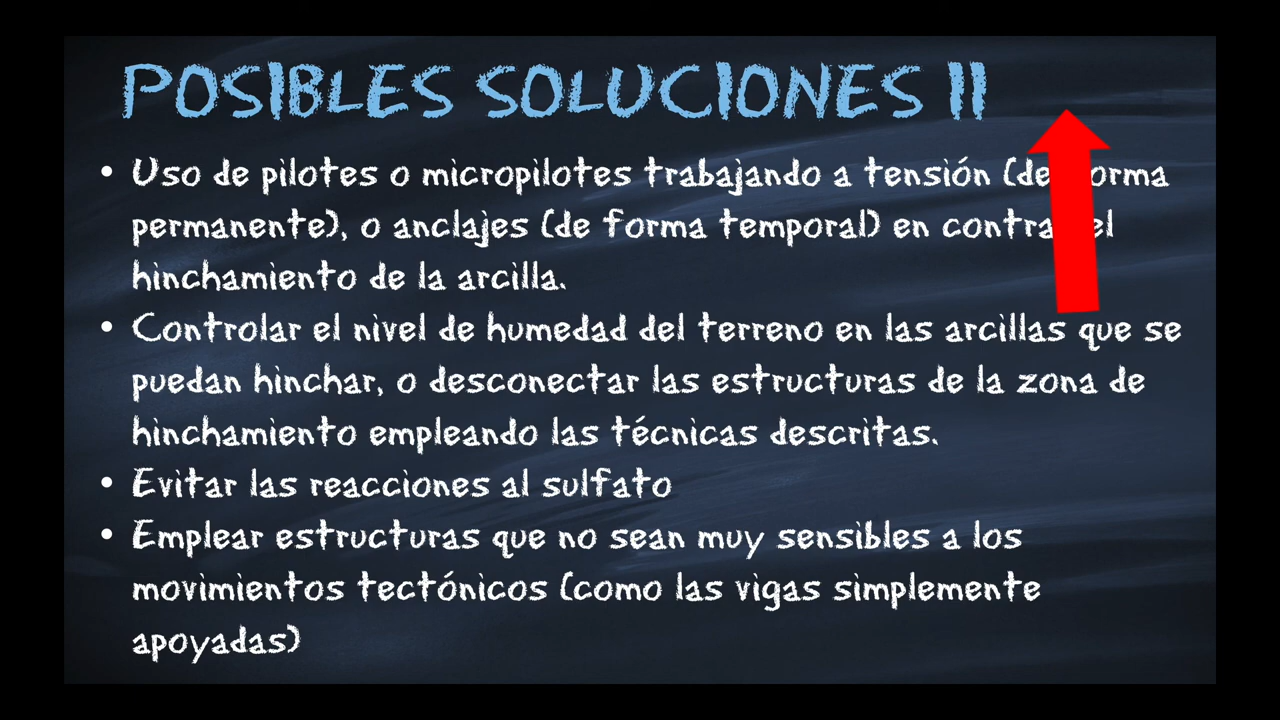 POSIBLES SOLUCIONES II
• Uso de pilotes o micropilotes trabajando a tensión (de orma
permanente), o anclajes (de forma temporal) en contra el
hinchamiento de la arcilla.
• Controlar el nivel de humedad del terreno en las arcillas que se
puedan hinchar, o desconectar las estructuras de la zona de
hinchamiento empleando las técnicas descritas.
• Evitar las reacciones al sulfato
• Emplear estructuras que no sean muy sensibles a los
movimientos tectónicos (como las vigas simplemente
apoyadas)